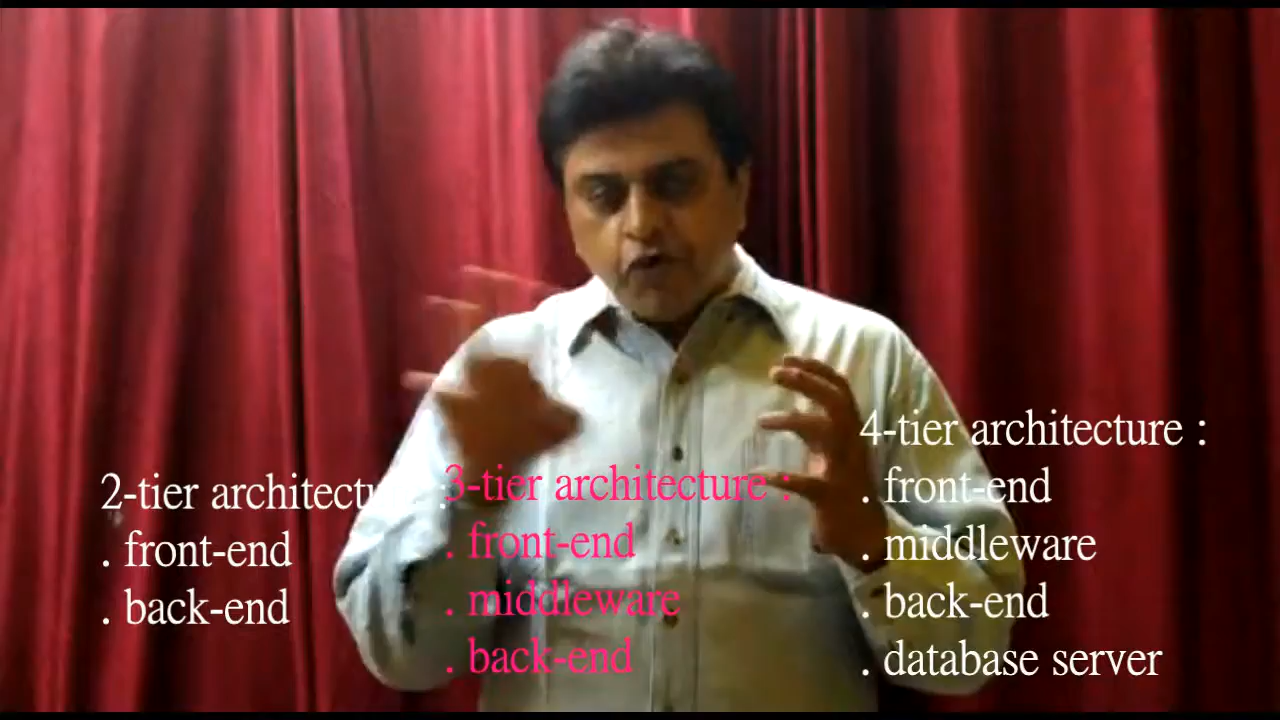 2-tier architectu :
. front-end
. back-end
3-tier architecture :
. front-end
. middleware
. back-end
4-tier architecture :
. front-end
. middleware
. back-end
. database server